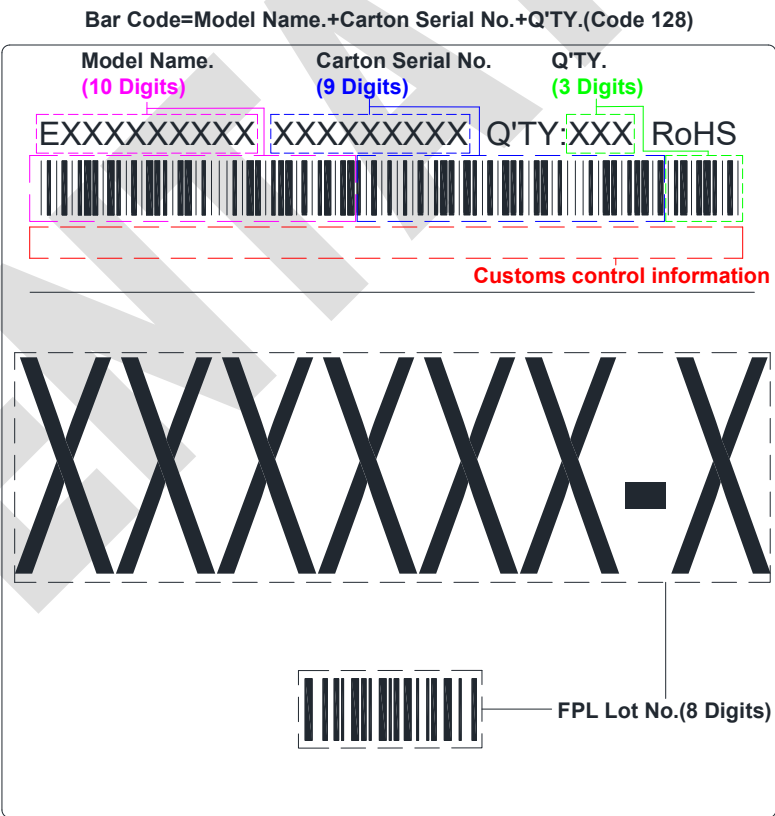 Bar Code=Model Name.+Carton Serial No.+Q'TY.(Code 128)
Model Name. Carton Serial No. Q'TY.
(10 Digits) (9 Digits) (3 Digits)
EXXXXXXXXX XXXXXXXXX Q'TY:XXX RoHS
Customs control information
XXXXXX-X
FPL Lot No.(8 Digits)